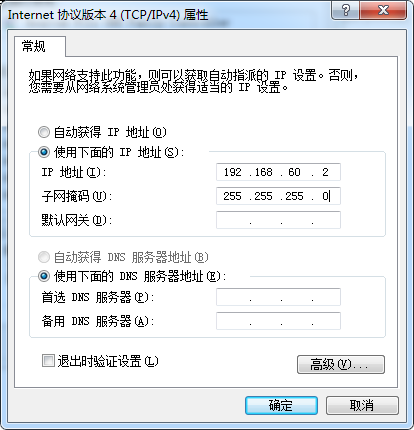 Internet 协议版本 4 (TCP/IPv4) 属性
常规
如果网络支持此功能，则可以获取自动指派的 IP 设置。否则，
您需要从网络系统管理员处获得适当的 IP 设置。
自动获得 IP 地址(O)
使用下面的 IP 地址(S):
IP 地址(I): 192 . 168 . 60 . 2
子网掩码(U): 255 . 255 . 255 . 0
默认网关(D): . . .
自动获得 DNS 服务器地址(B)
使用下面的 DNS 服务器地址(E):
首选 DNS 服务器(P): . . .
备用 DNS 服务器(A): . . .
退出时验证设置(L)
高级(V)...
确定 取消